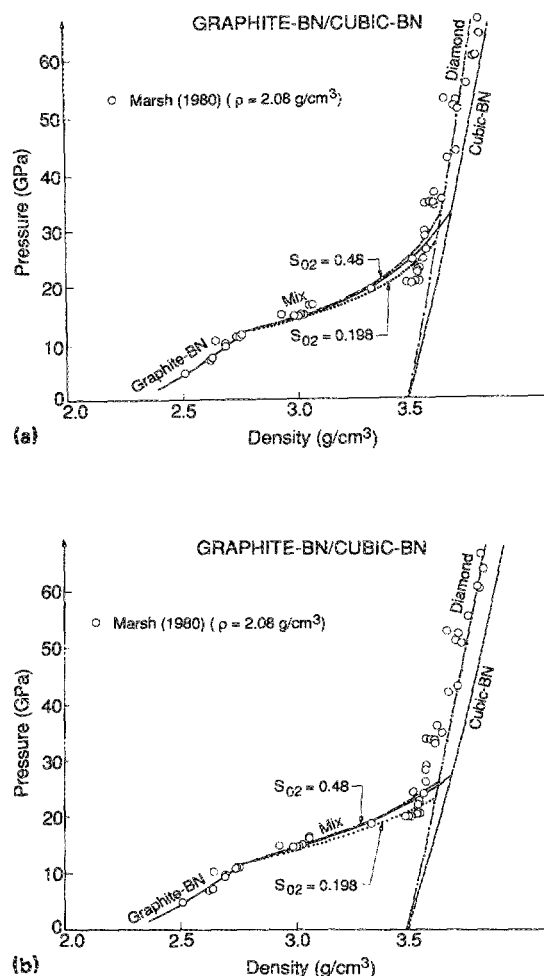 GRAPHITE-BN/CUBIC-BN
Marsh (1980) ( ρ = 2.08 g/cm³)
Diamond
Cubic-BN
60
50
40
30
20
10
0
Pressure (GPa)
S02 = 0.48
Mix
S02 = 0.198
Graphite-BN
2.0
2.5
3.0
3.5
Density (g/cm³)
(a)
GRAPHITE-BN/CUBIC-BN
Marsh (1980) ( ρ = 2.08 g/cm³)
Diamond
Cubic-BN
60
50
40
30
20
10
0
Pressure (GPa)
S02 = 0.48
Mix
S02 = 0.198
Graphite-BN
2.0
2.5
3.0
3.5
Density (g/cm³)
(b)